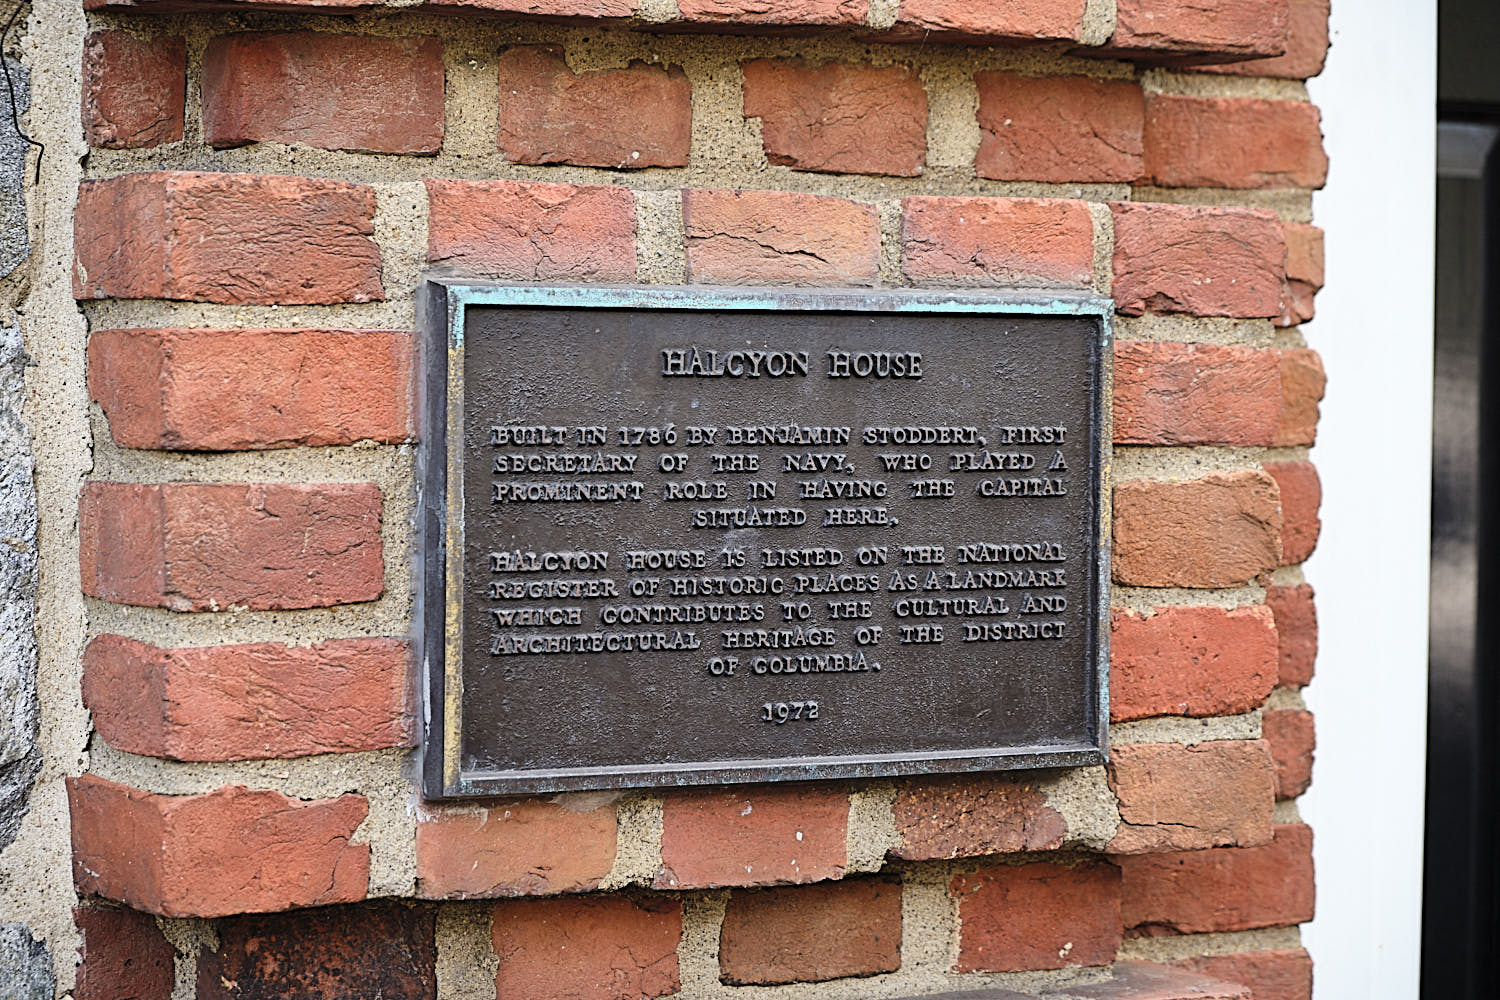 HALCYON HOUSE
BUILT IN 1786 BY BENJAMIN STODDERT, FIRST
SECRETARY OF THE NAVY, WHO PLAYED A
PROMINENT ROLE IN HAVING THE CAPITAL
SITUATED HERE.
HALCYON HOUSE IS LISTED ON THE NATIONAL
REGISTER OF HISTORIC PLACES AS A LANDMARK
WHICH CONTRIBUTES TO THE CULTURAL AND
ARCHITECTURAL HERITAGE OF THE DISTRICT
OF COLUMBIA.
1972